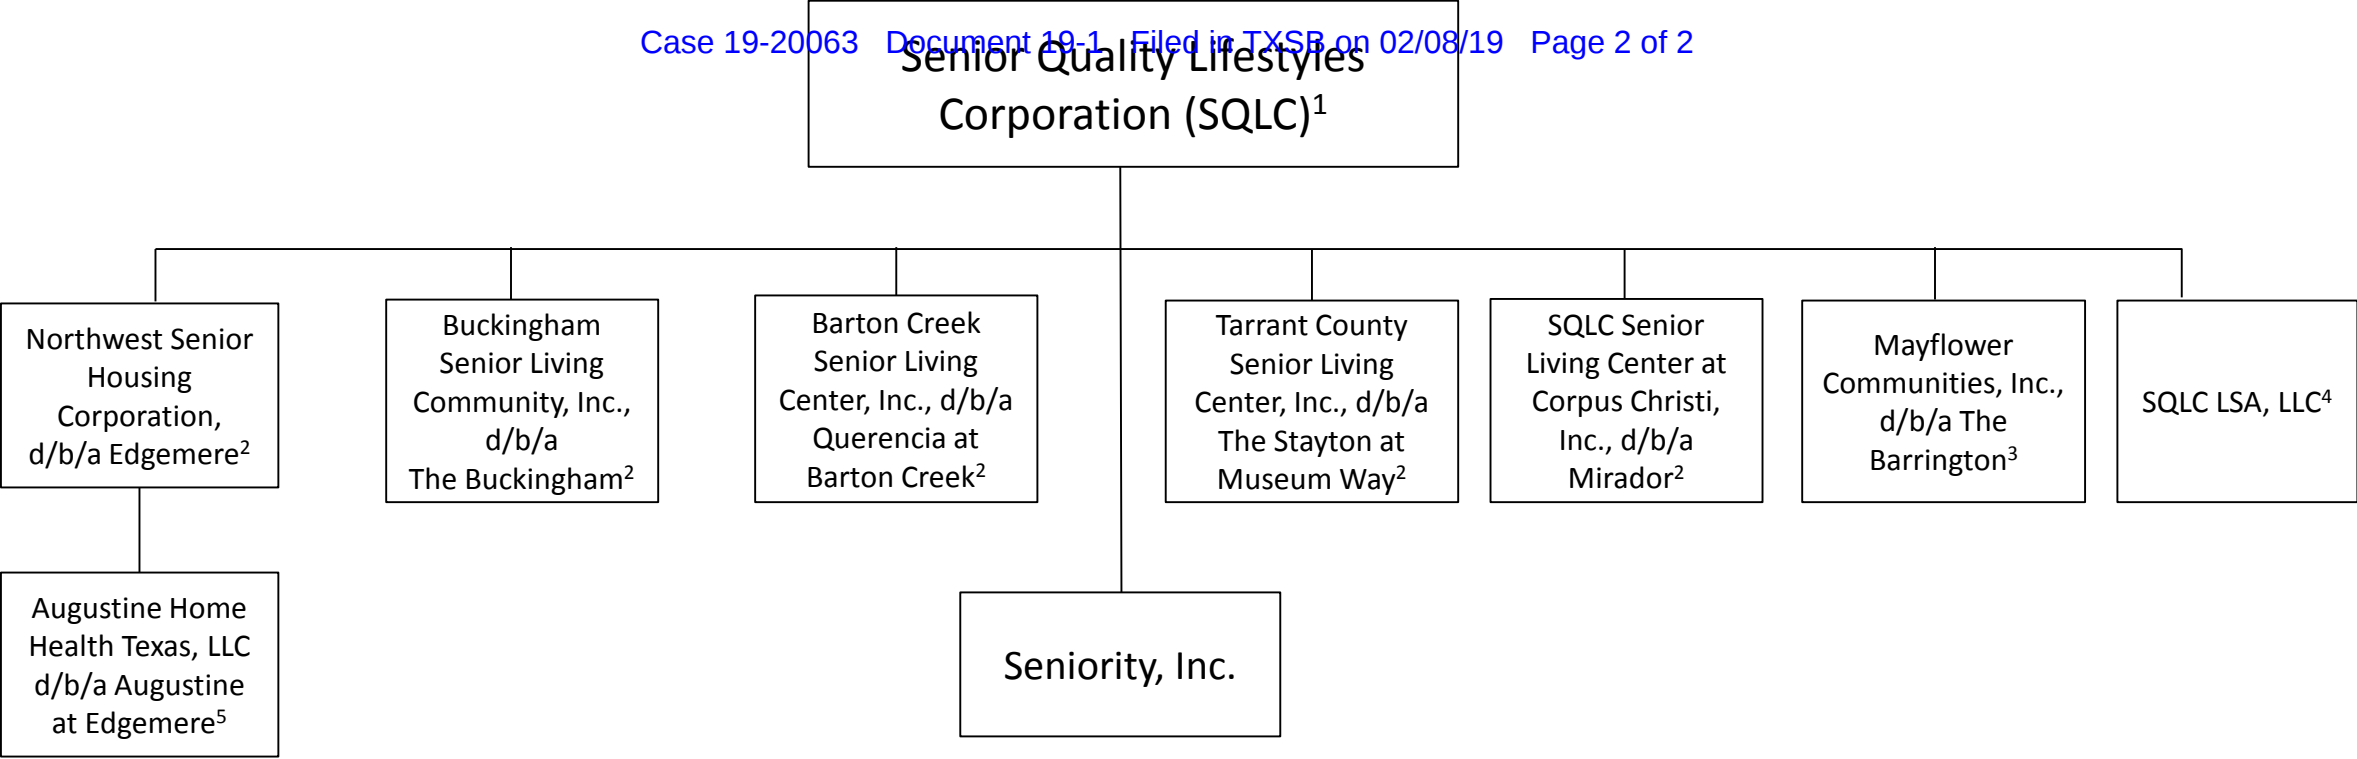 Case 19-20063 Document 19-1 Filed in TXSB on 02/08/19 Page 2 of 2
Senior Quality Lifestyles
Corporation (SQLC)1
Northwest Senior
Housing
Corporation,
d/b/a Edgemere2
Buckingham
Senior Living
Community, Inc.,
d/b/a
The Buckingham2
Barton Creek
Senior Living
Center, Inc., d/b/a
Querencia at
Barton Creek2
Tarrant County
Senior Living
Center, Inc., d/b/a
The Stayton at
Museum Way2
SQLC Senior
Living Center at
Corpus Christi,
Inc., d/b/a
Mirador2
Mayflower
Communities, Inc.,
d/b/a The
Barrington3
SQLC LSA, LLC4
Augustine Home
Health Texas, LLC
d/b/a Augustine
at Edgemere5
Seniority, Inc.